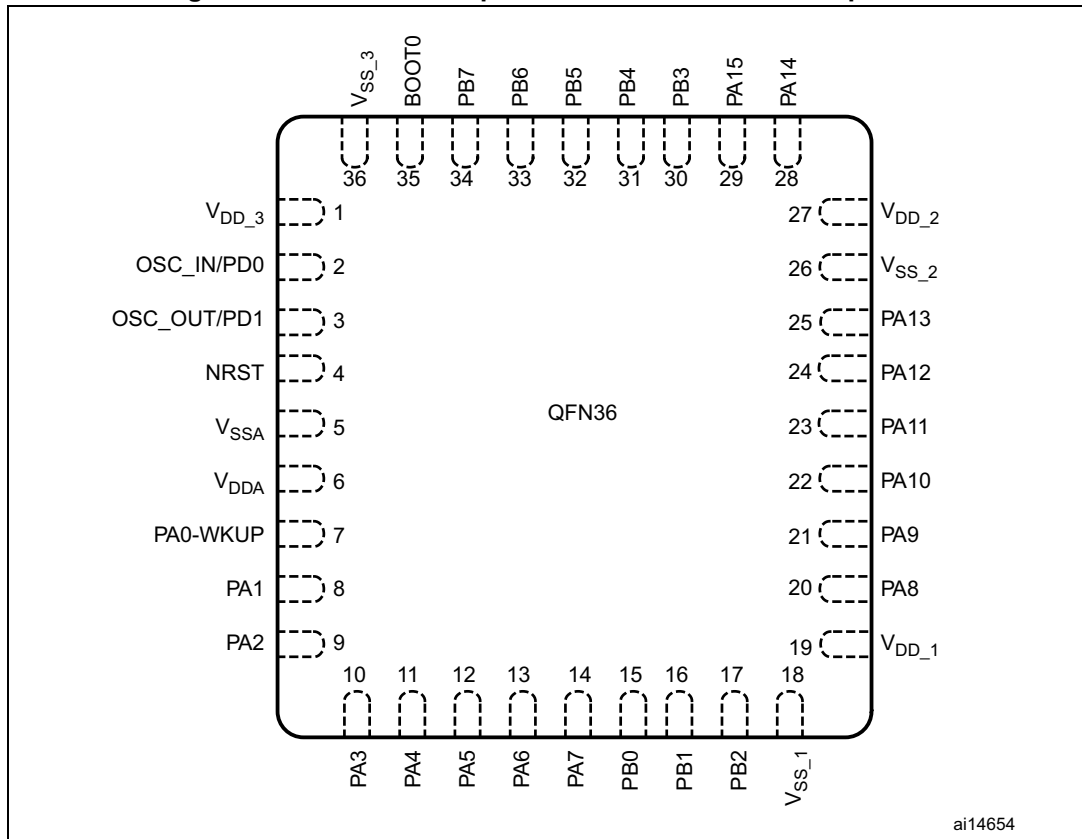 VSS_3
BOOT0
PB7
PB6
PB5
PB4
PB3
PA15
PA14
36 35 34 33 32 31 30 29 28
VDD_3 1 27 VDD_2
OSC_IN/PD0 2 26 VSS_2
OSC_OUT/PD1 3 25 PA13
NRST 4 24 PA12
VSSA 5 QFN36 23 PA11
VDDA 6 22 PA10
PA0-WKUP 7 21 PA9
PA1 8 20 PA8
PA2 9 19 VDD_1
10 11 12 13 14 15 16 17 18
PA3
PA4
PA5
PA6
PA7
PB0
PB1
PB2
VSS_1
ai14654